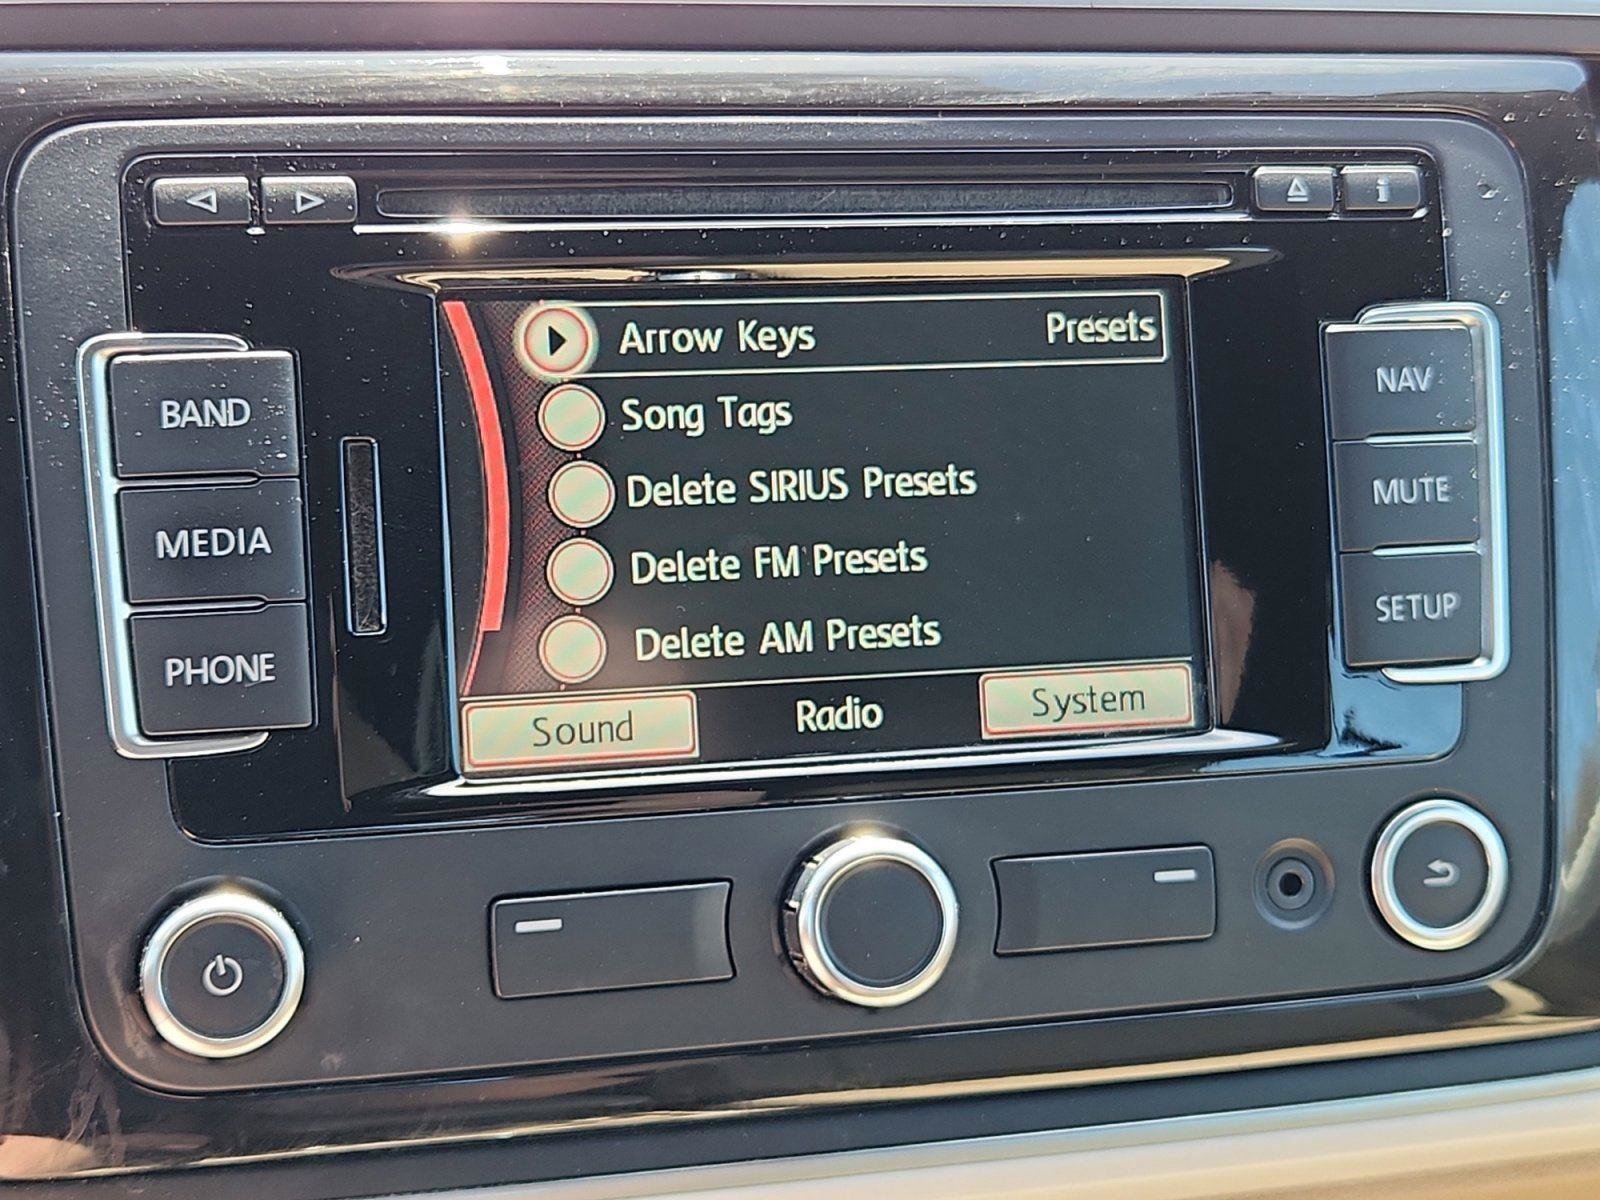 BAND
MEDIA
PHONE
Arrow Keys Presets
Song Tags
Delete SIRIUS Presets
Delete FM Presets
Delete AM Presets
Sound Radio System
NAV
MUTE
SETUP
i